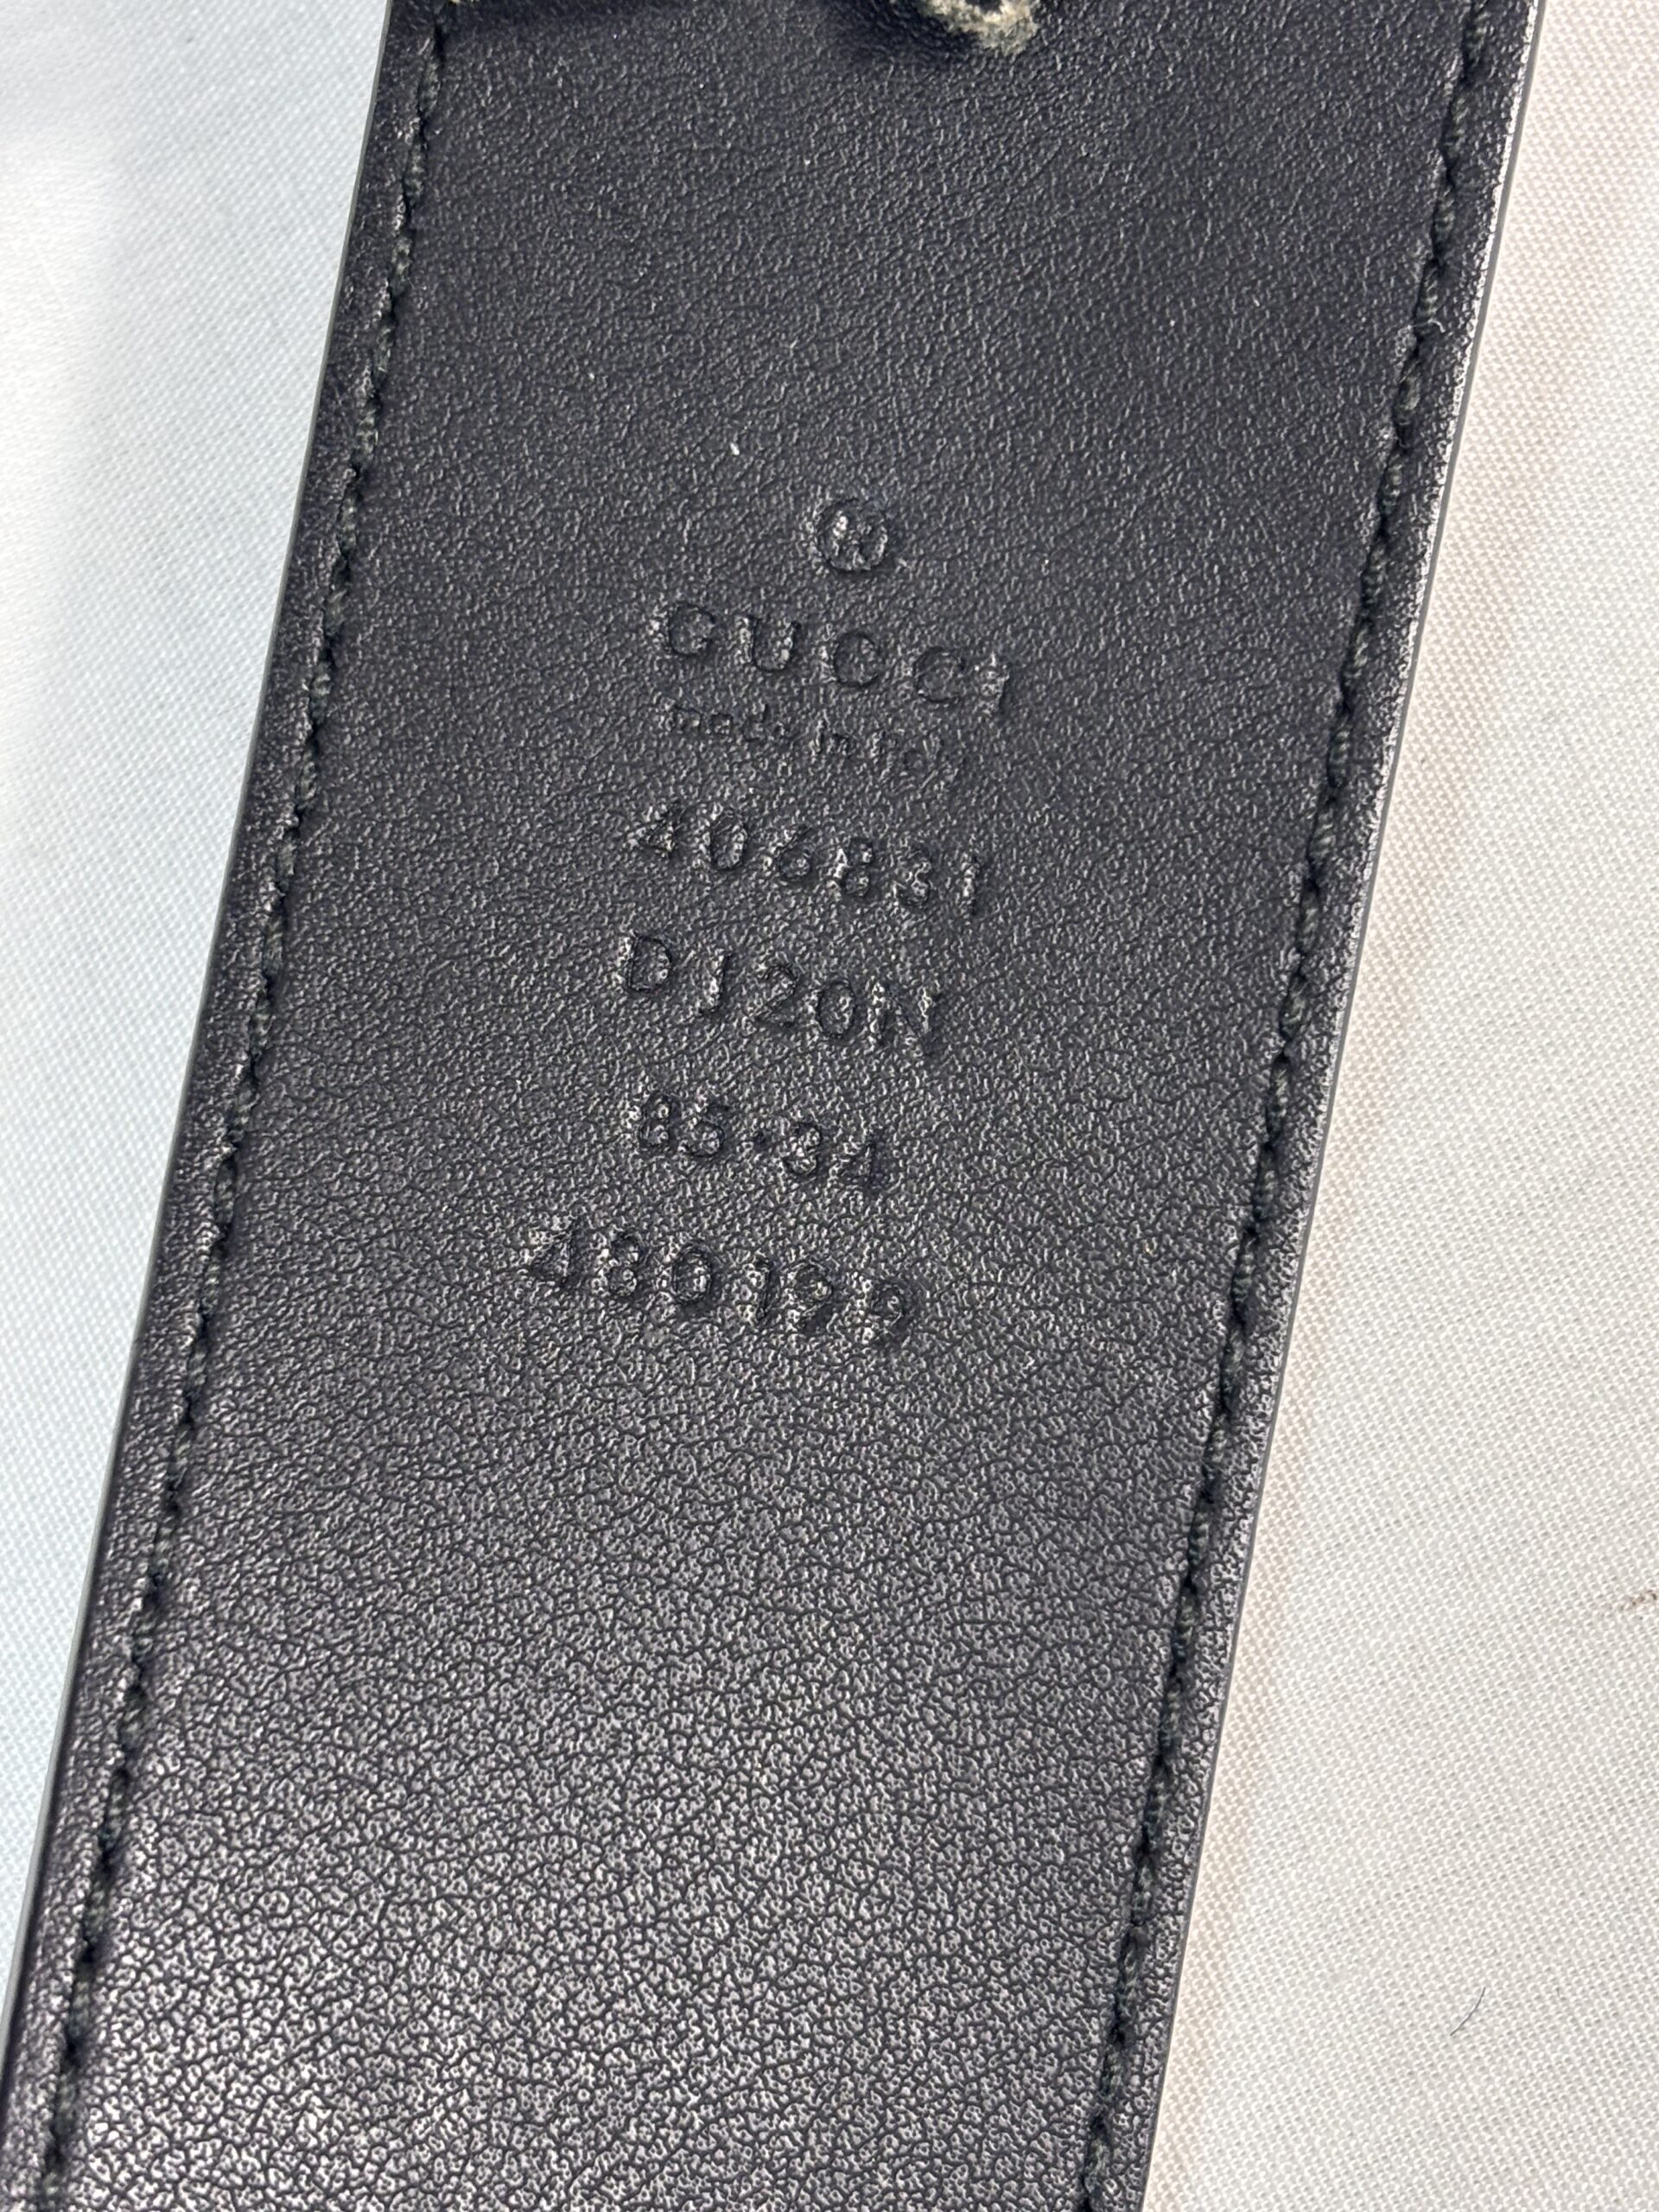 ®
GUCCI
made in italy
406831
DJ20N
85·34
480199